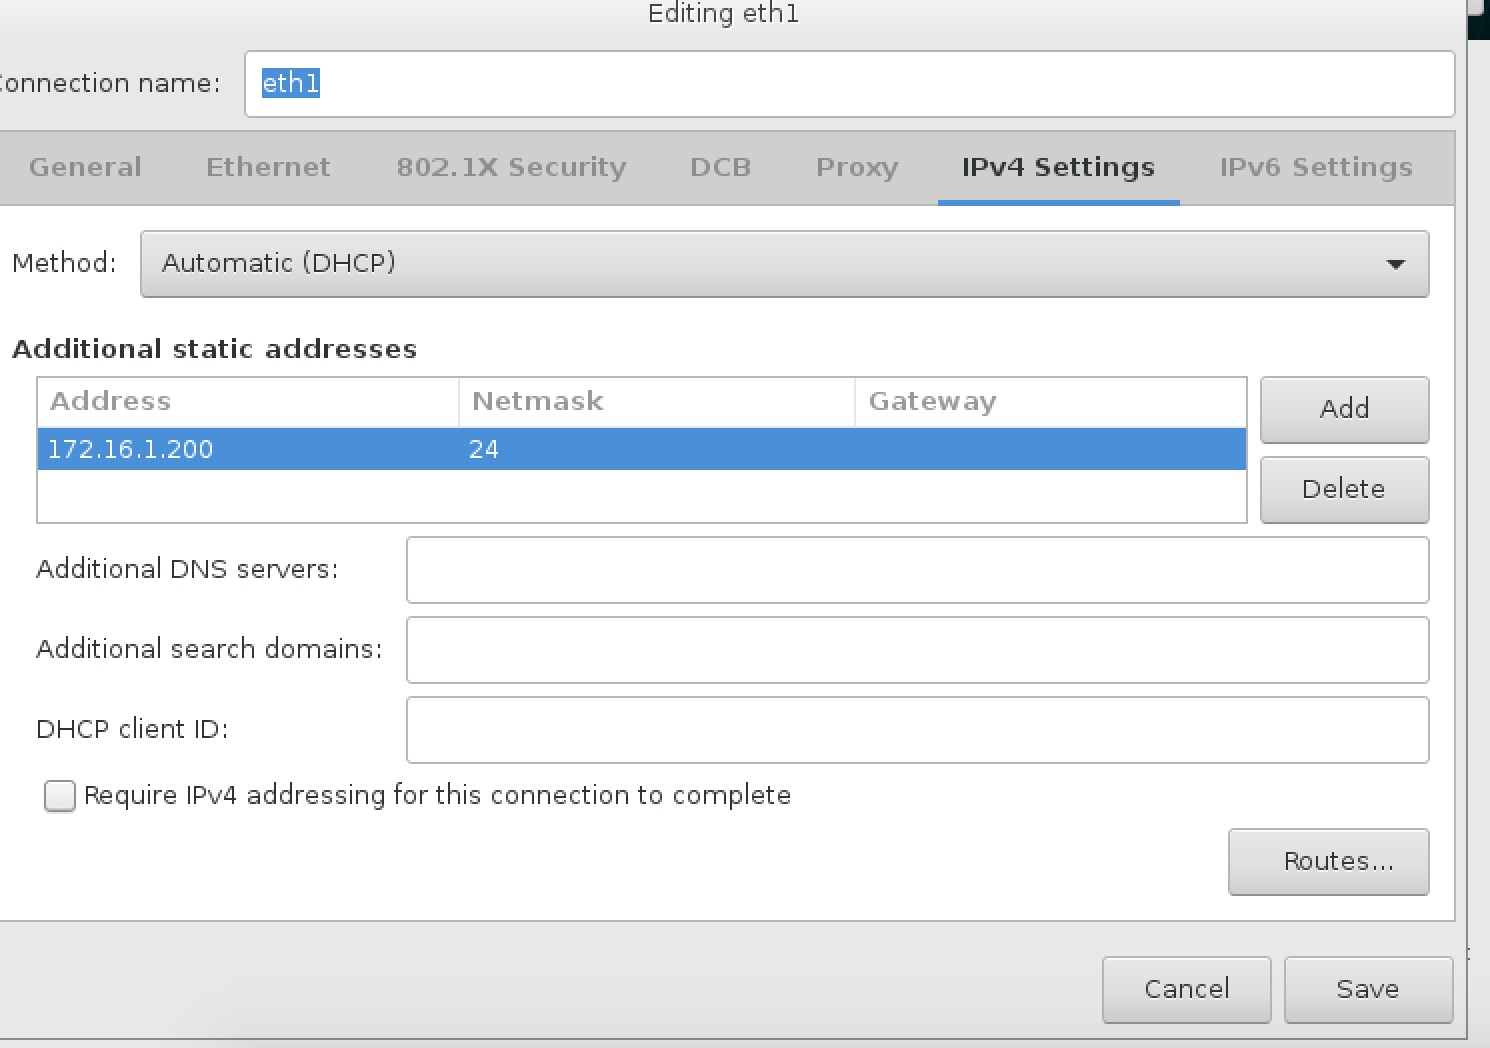 Editing eth1
Connection name: eth1
General Ethernet 802.1X Security DCB Proxy IPv4 Settings IPv6 Settings
Method: Automatic (DHCP)
Additional static addresses
Address Netmask Gateway
172.16.1.200 24
Add
Delete
Additional DNS servers:
Additional search domains:
DHCP client ID:
Require IPv4 addressing for this connection to complete
Routes...
Cancel Save